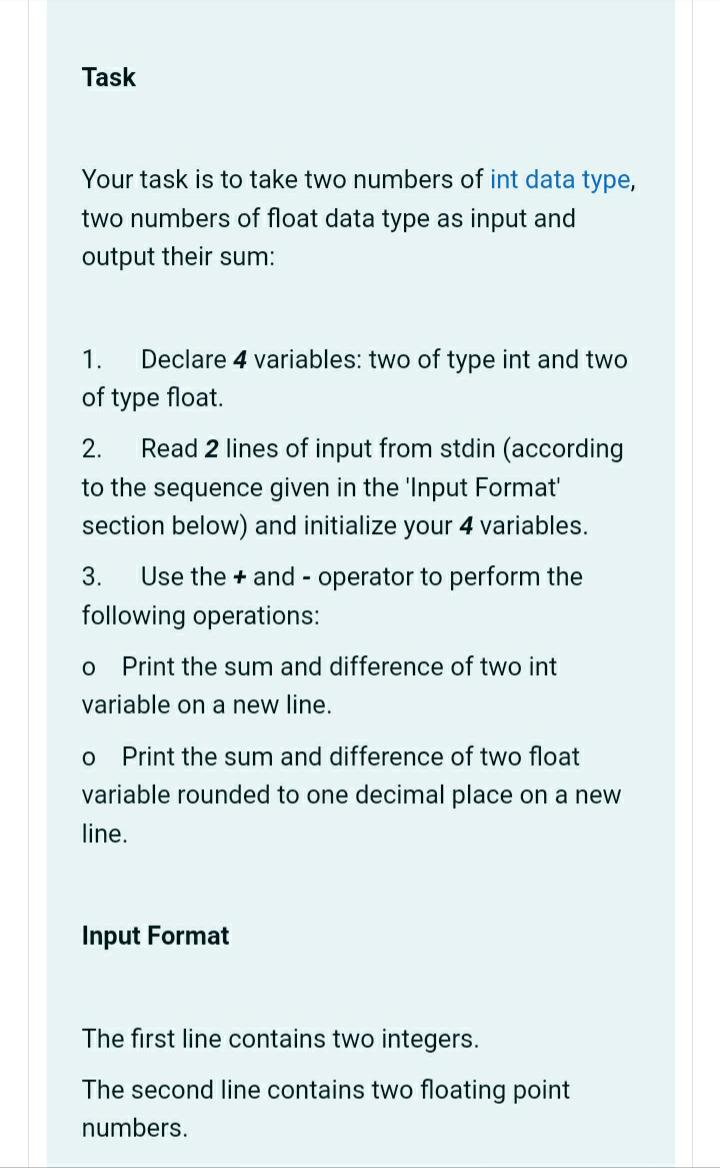 Task
Your task is to take two numbers of int data type,
two numbers of float data type as input and
output their sum:
1. Declare 4 variables: two of type int and two
of type float.
2. Read 2 lines of input from stdin (according
to the sequence given in the 'Input Format'
section below) and initialize your 4 variables.
3. Use the + and - operator to perform the
following operations:
o Print the sum and difference of two int
variable on a new line.
o Print the sum and difference of two float
variable rounded to one decimal place on a new
line.
Input Format
The first line contains two integers.
The second line contains two floating point
numbers.